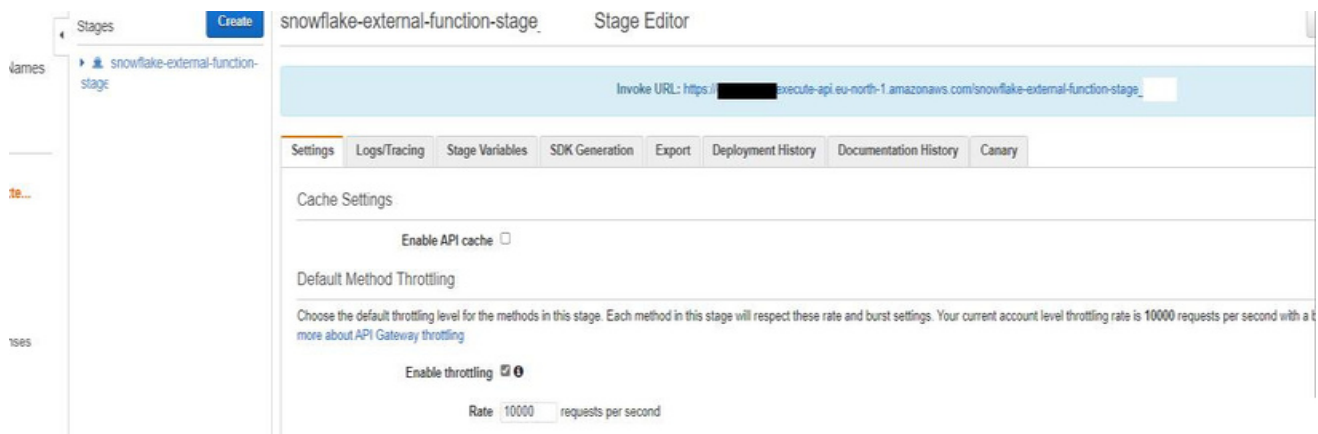 Stages Create
snowflake-external-function-stage_ Stage Editor
Names
snowflake-external-function-
stage
Invoke URL: https:// execute-api.eu-north-1.amazonaws.com/snowflake-external-function-stage_
Settings Logs/Tracing Stage Variables SDK Generation Export Deployment History Documentation History Canary
Cache Settings
Enable API cache
Default Method Throttling
Choose the default throttling level for the methods in this stage. Each method in this stage will respect these rate and burst settings. Your current account level throttling rate is 10000 requests per second with a
more about API Gateway throttling
Enable throttling
Rate 10000 requests per second